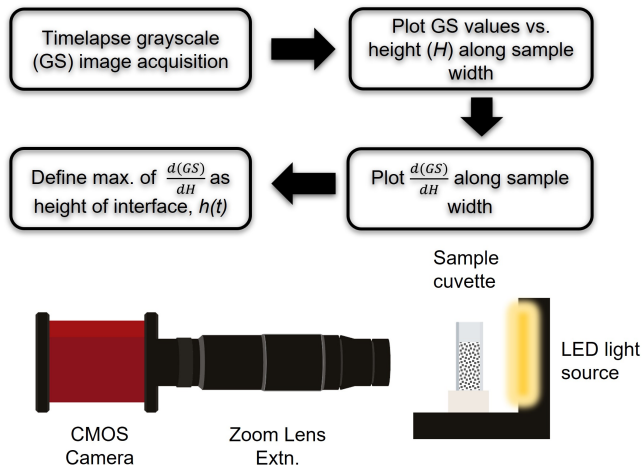 Timelapse grayscale
(GS) image acquisition
Plot GS values vs.
height (H) along sample
width
Plot d(GS)/dH along sample
width
Define max. of d(GS)/dH as
height of interface, h(t)
Sample
cuvette
LED light
source
CMOS
Camera
Zoom Lens
Extn.